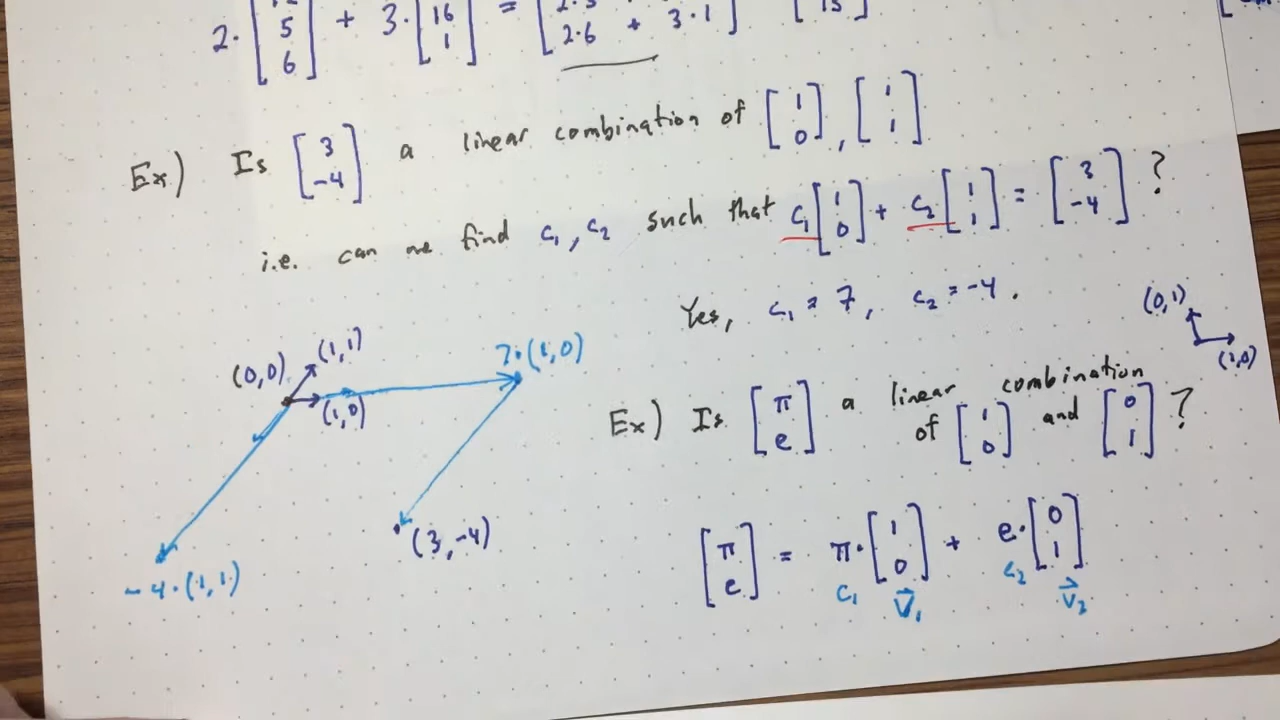 2· [5 6] + 3· [16 1] = [2·6 + 3·1] [15]
Ex) Is [3 -4] a linear combination of [1 0], [1 1]
i.e. can we find c₁, c₂ such that c₁[1 0] + c₂[1 1] = [3 -4] ?
Yes, c₁ = 7, c₂ = -4.
(0,1)
(1,0)
(0,0)
(1,1)
(1,0)
7·(1,0)
(3,-4)
-4·(1,1)
Ex) Is [π e] a linear combination
of [1 0] and [0 1] ?
[π e] = π·[1 0] + e·[0 1]
c₁ v⃗₁ c₂ v⃗₂